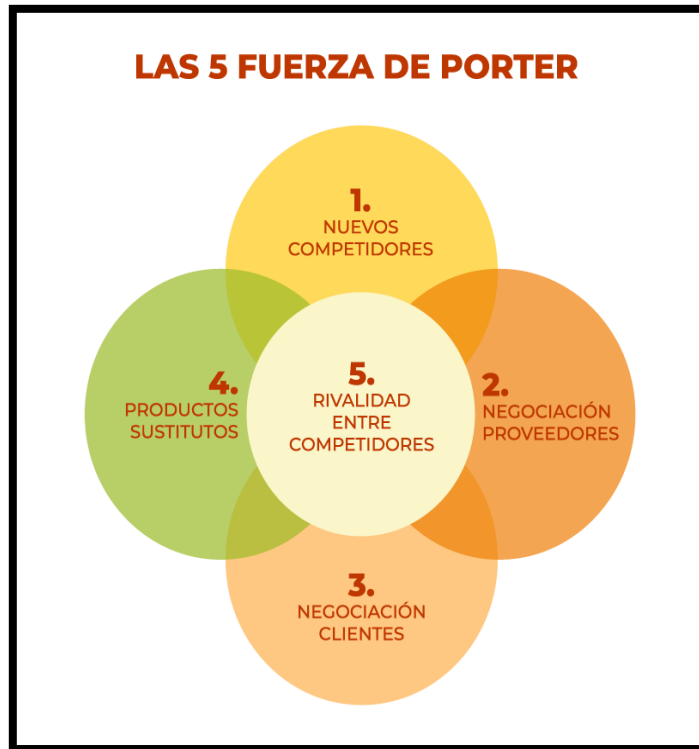 LAS 5 FUERZA DE PORTER
1.
NUEVOS
COMPETIDORES
2.
NEGOCIACIÓN
PROVEEDORES
3.
NEGOCIACIÓN
CLIENTES
4.
PRODUCTOS
SUSTITUTOS
5.
RIVALIDAD
ENTRE
COMPETIDORES